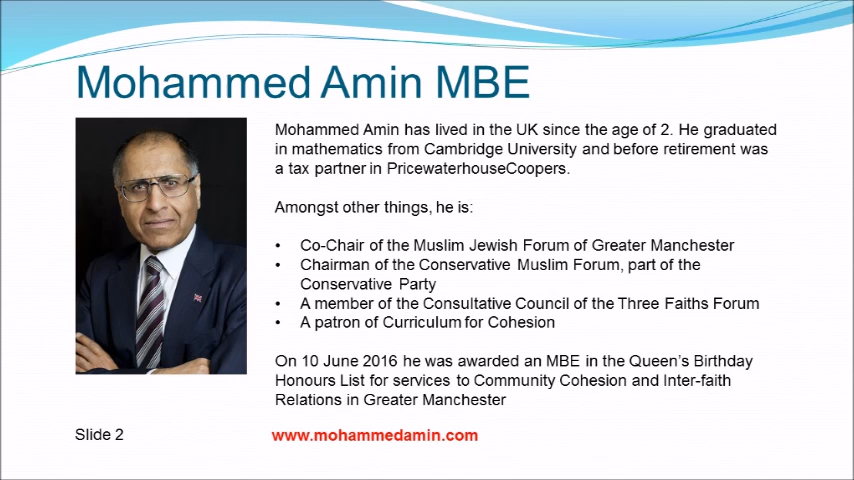 Mohammed Amin MBE
Mohammed Amin has lived in the UK since the age of 2. He graduated
in mathematics from Cambridge University and before retirement was
a tax partner in PricewaterhouseCoopers.
Amongst other things, he is:
• Co-Chair of the Muslim Jewish Forum of Greater Manchester
• Chairman of the Conservative Muslim Forum, part of the
Conservative Party
• A member of the Consultative Council of the Three Faiths Forum
• A patron of Curriculum for Cohesion
On 10 June 2016 he was awarded an MBE in the Queen's Birthday
Honours List for services to Community Cohesion and Inter-faith
Relations in Greater Manchester
Slide 2
www.mohammedamin.com